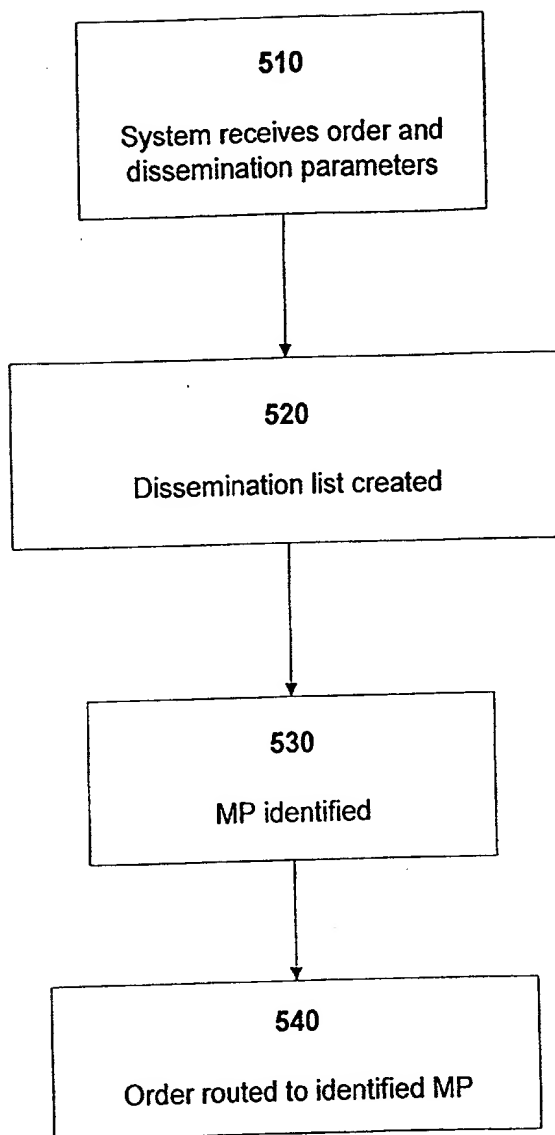 510
System receives order and
dissemination parameters
520
Dissemination list created
530
MP identified
540
Order routed to identified MP